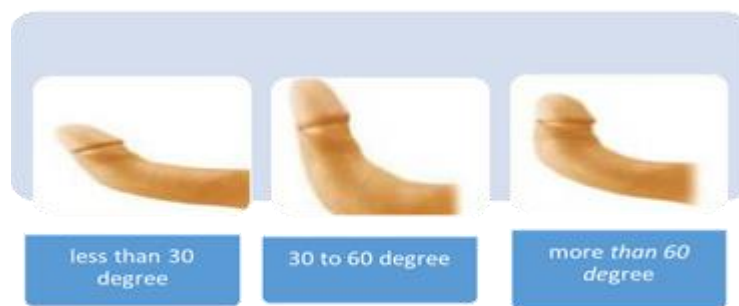 less than 30
degree
30 to 60 degree
more than 60
degree